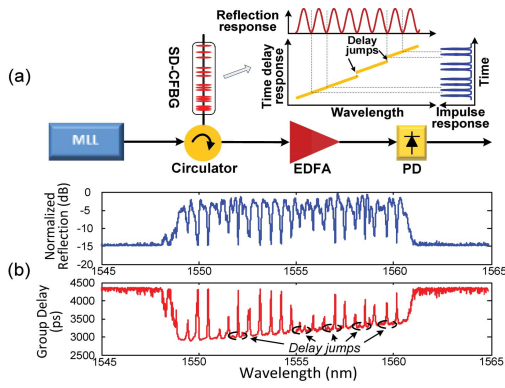 Reflection
response
Delay
jumps
Time delay
response
Time
Wavelength
Impulse
response
SD-CFBG
(a)
MLL
Circulator
EDFA
PD
Normalized
Reflection (dB)
0
-5
-10
-15
-20
1545
1550
1555
1560
1565
(b)
Group Delay
(ps)
4500
4000
3500
3000
2500
Delay jumps
1545
1550
1555
1560
1565
Wavelength (nm)